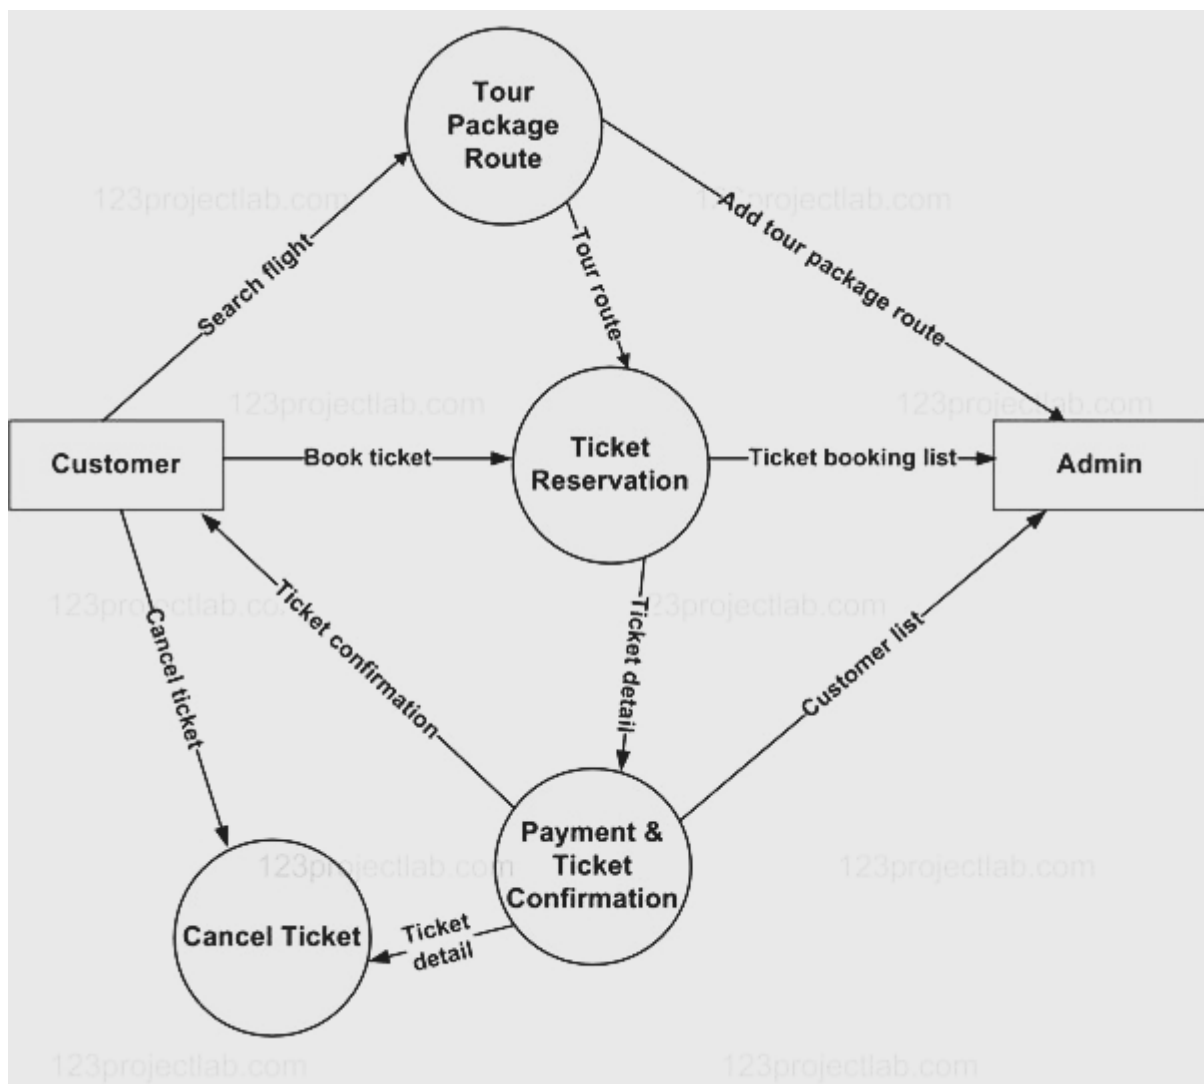 Tour
Package
Route
123projectlab.com
123projectlab.com
Search flight
Tour route
Add tour package route
123projectlab.com
123projectlab.com
Customer
Book ticket
Ticket
Reservation
Ticket booking list
Admin
123projectlab.com
123projectlab.com
Cancel ticket
Ticket confirmation
Ticket detail
Customer list
Payment &
Ticket
Confirmation
123projectlab.com
123projectlab.com
Cancel Ticket
Ticket
detail
123projectlab.com
123projectlab.com